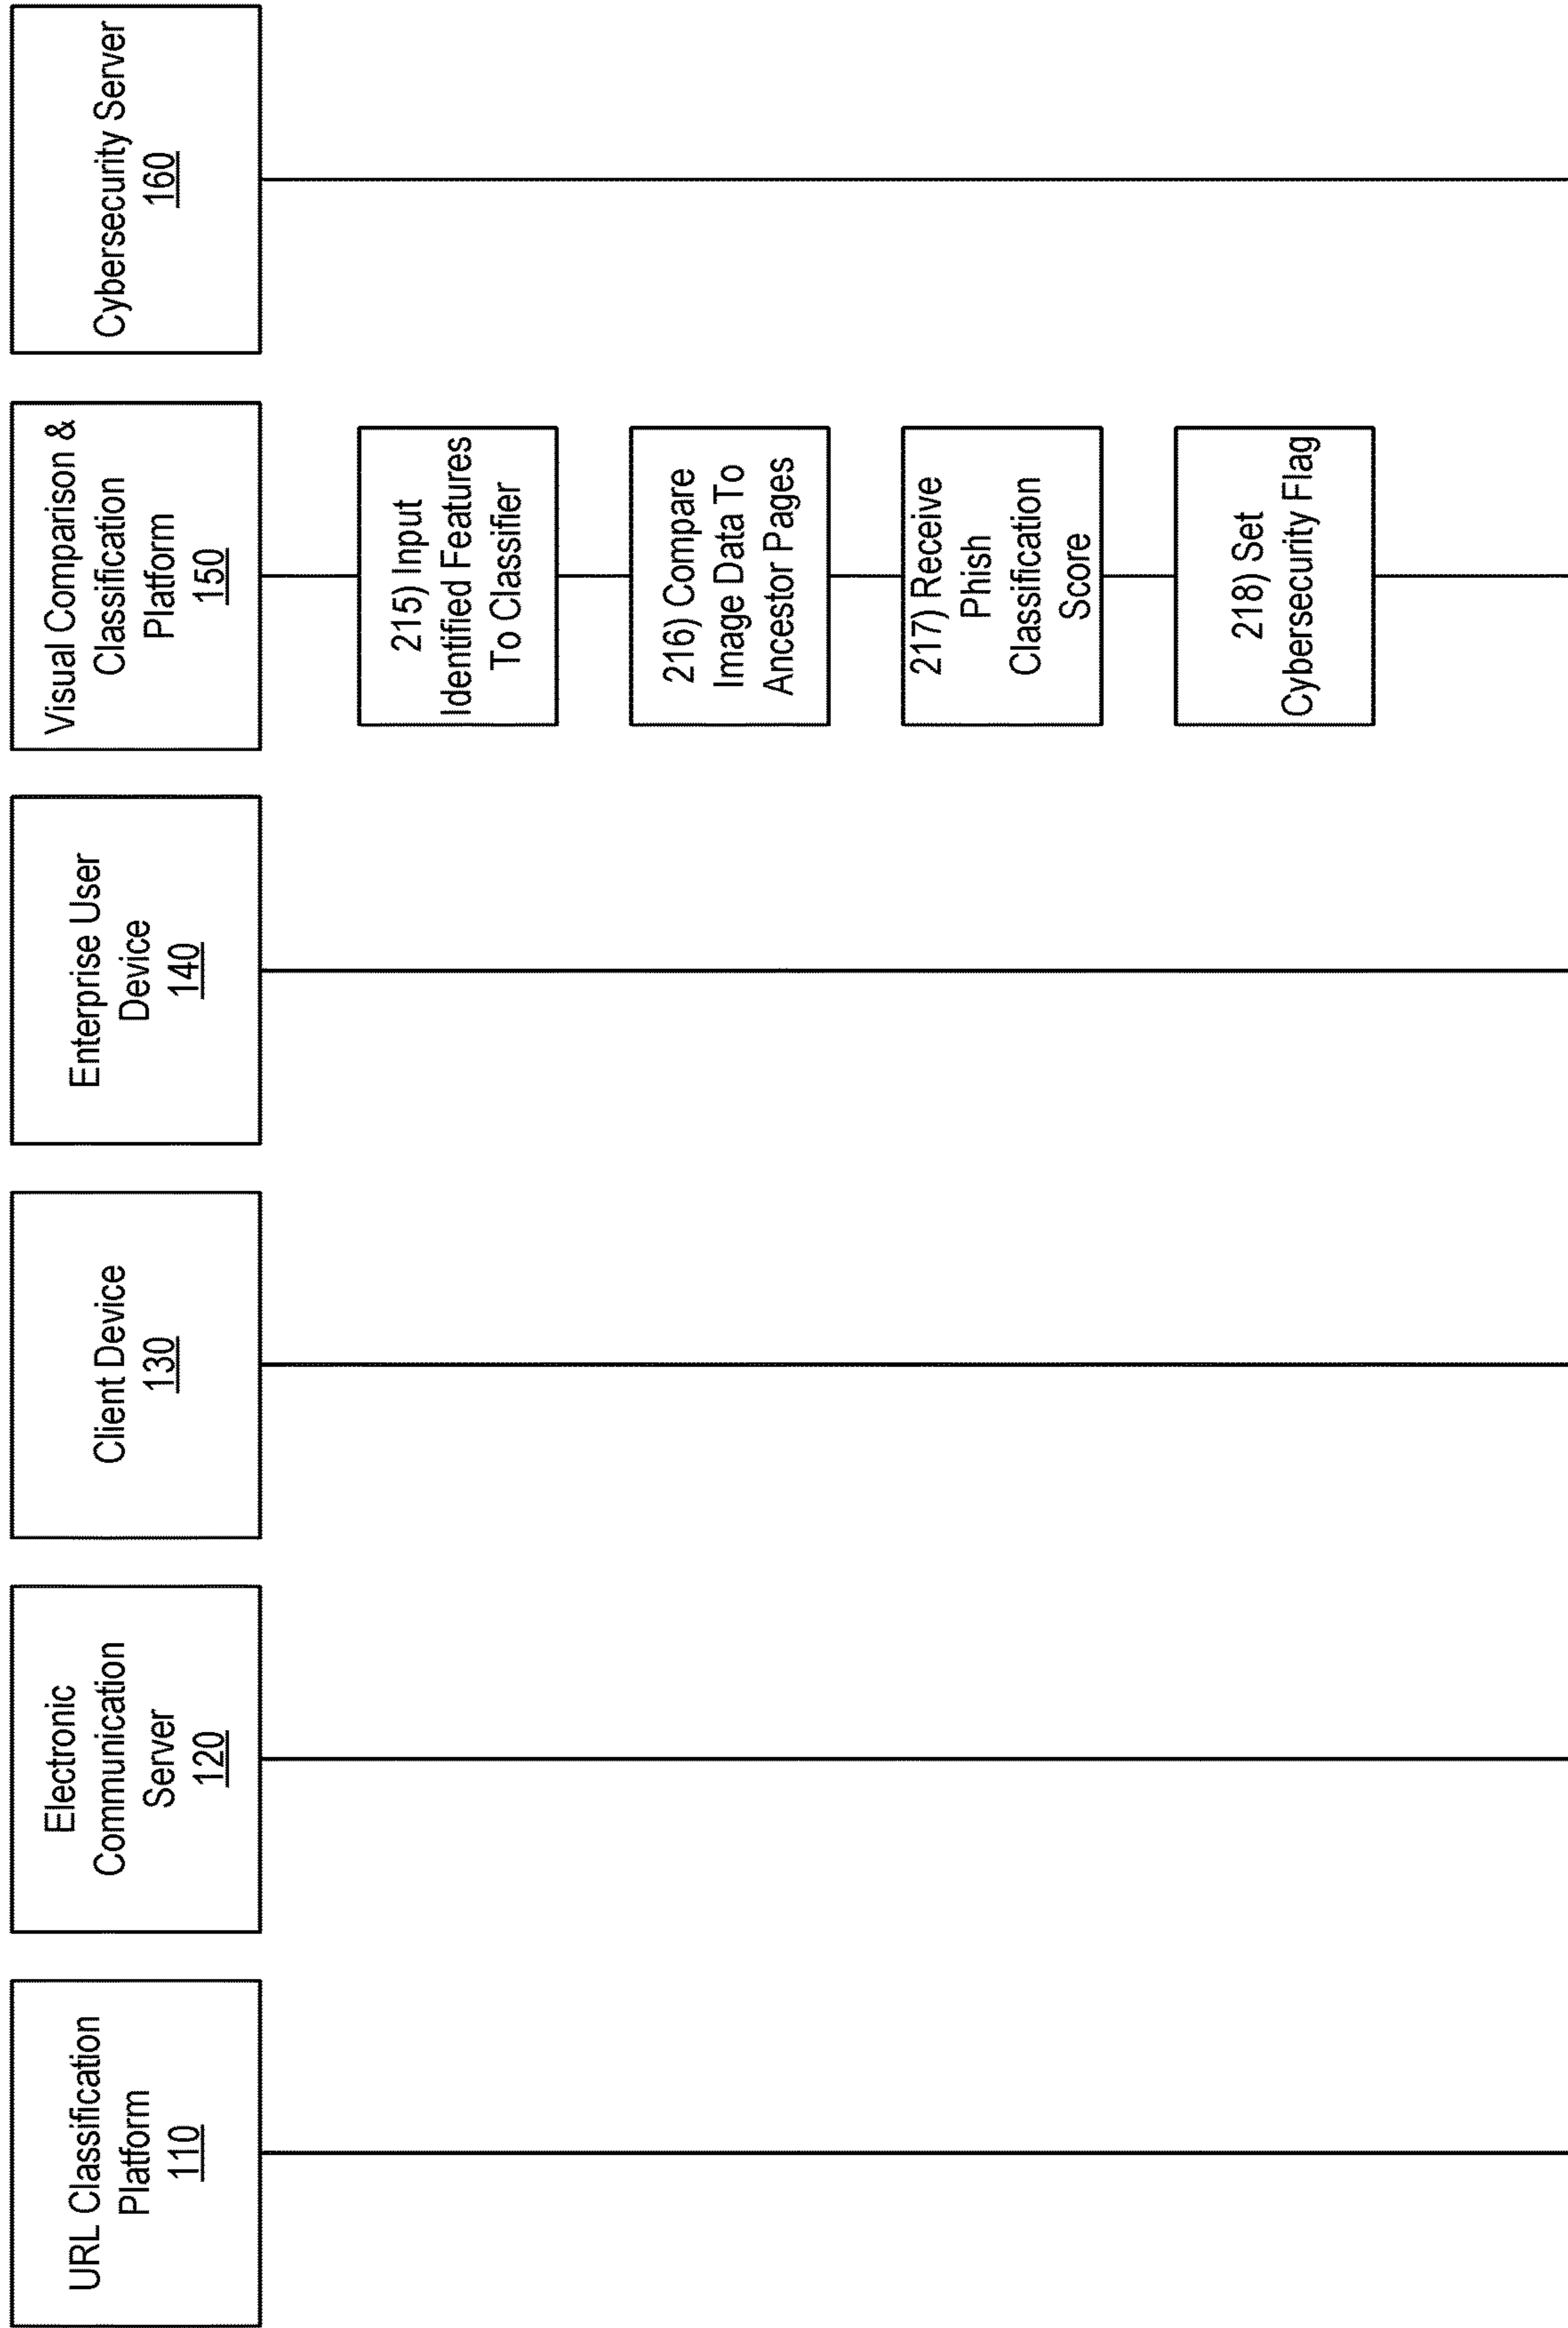 URL Classification
Platform
110
Electronic
Communication
Server
120
Client Device
130
Enterprise User
Device
140
Visual Comparison &
Classification
Platform
150
Cybersecurity Server
160
215) Input
Identified Features
To Classifier
216) Compare
Image Data To
Ancestor Pages
217) Receive
Phish
Classification
Score
218) Set
Cybersecurity Flag